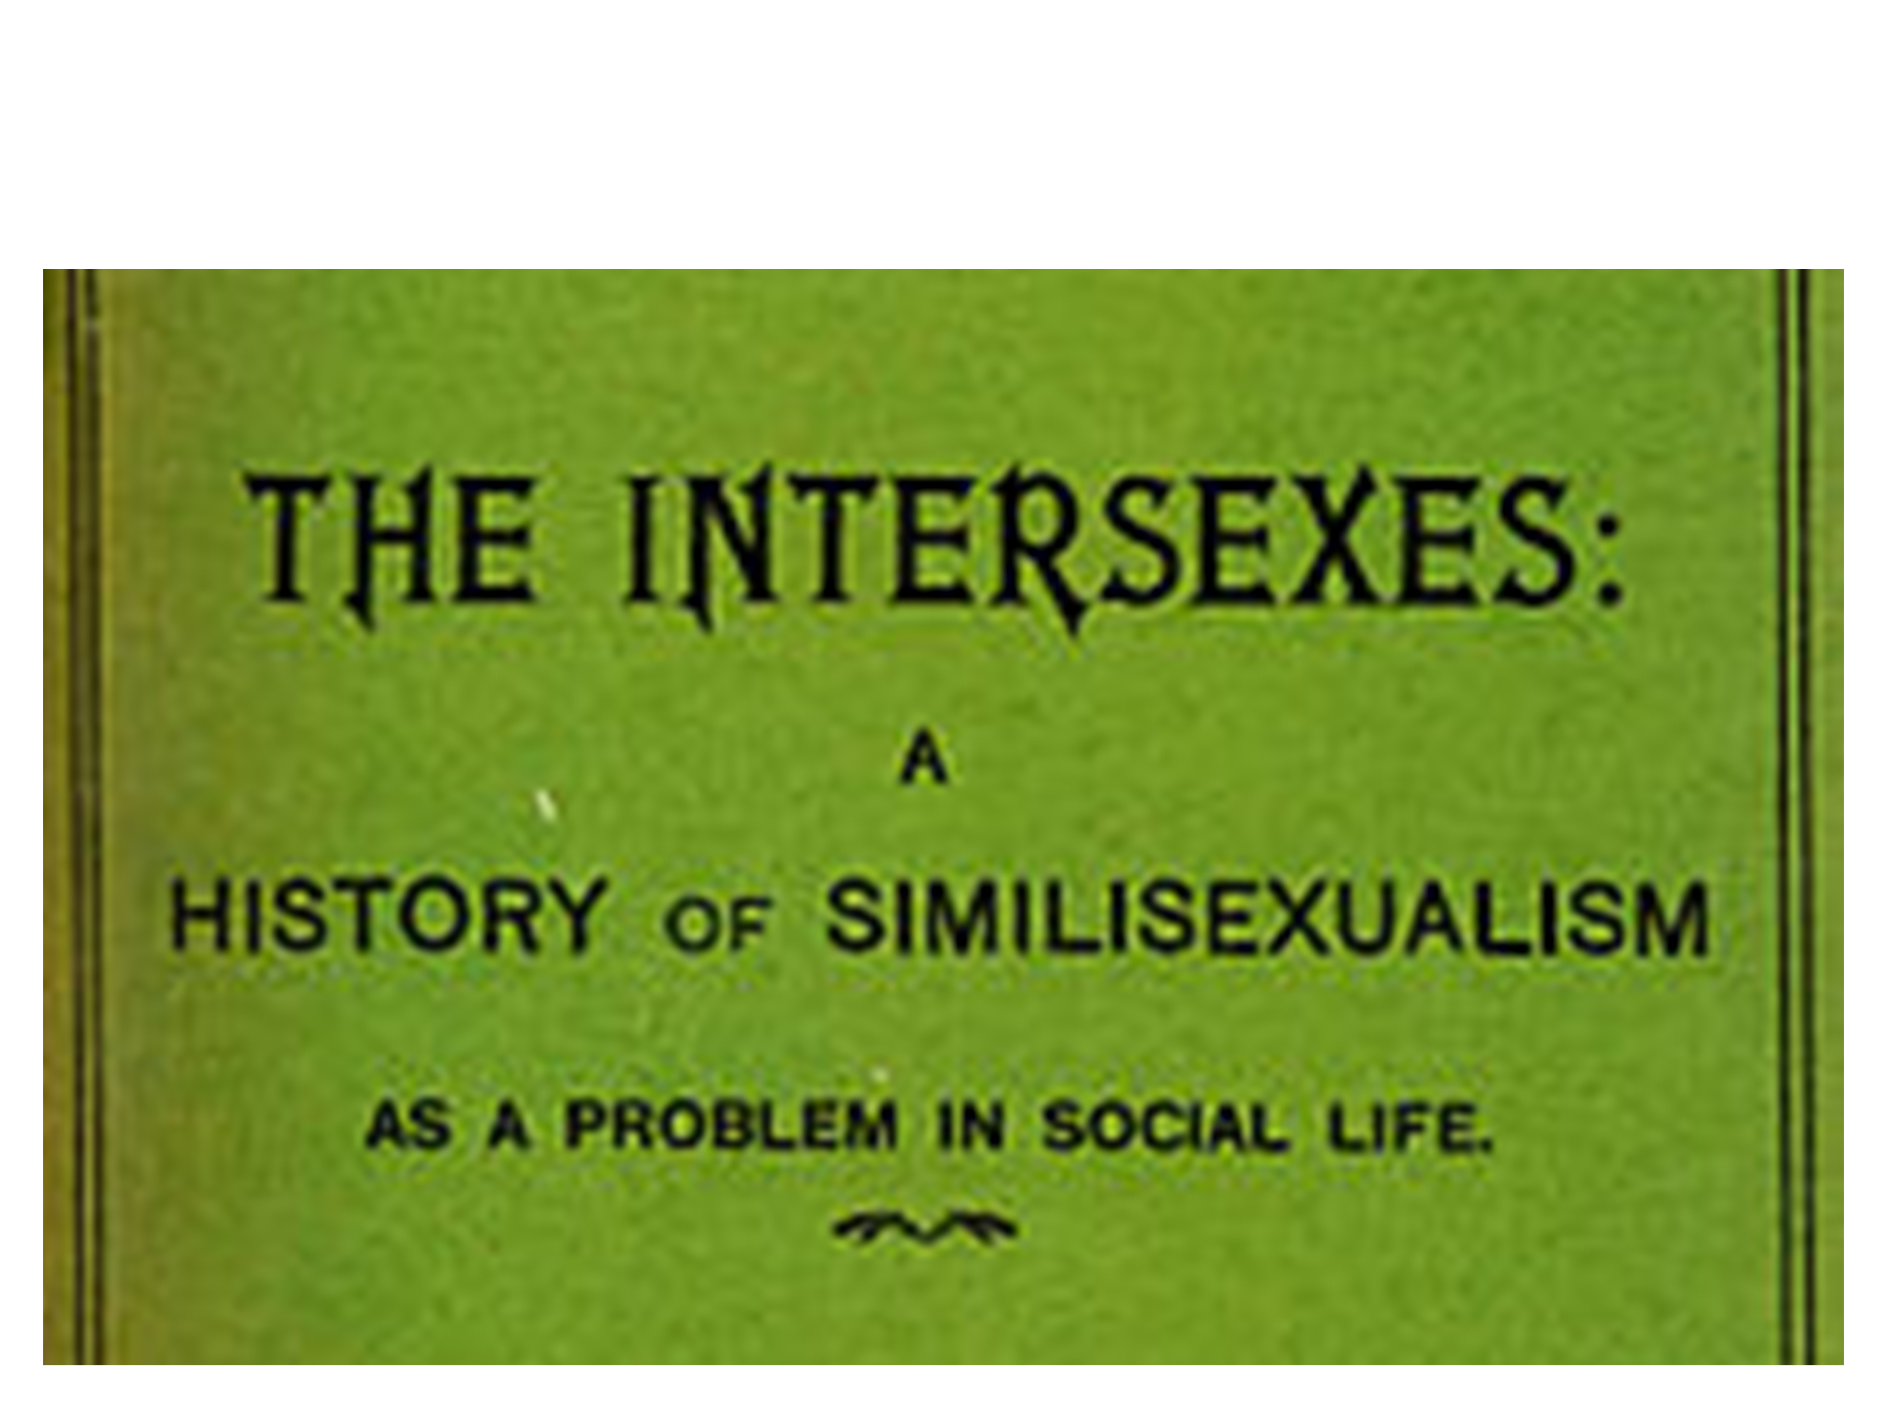 THE INTERSEXES:
A
HISTORY OF SIMILISEXUALISM
AS A PROBLEM IN SOCIAL LIFE.